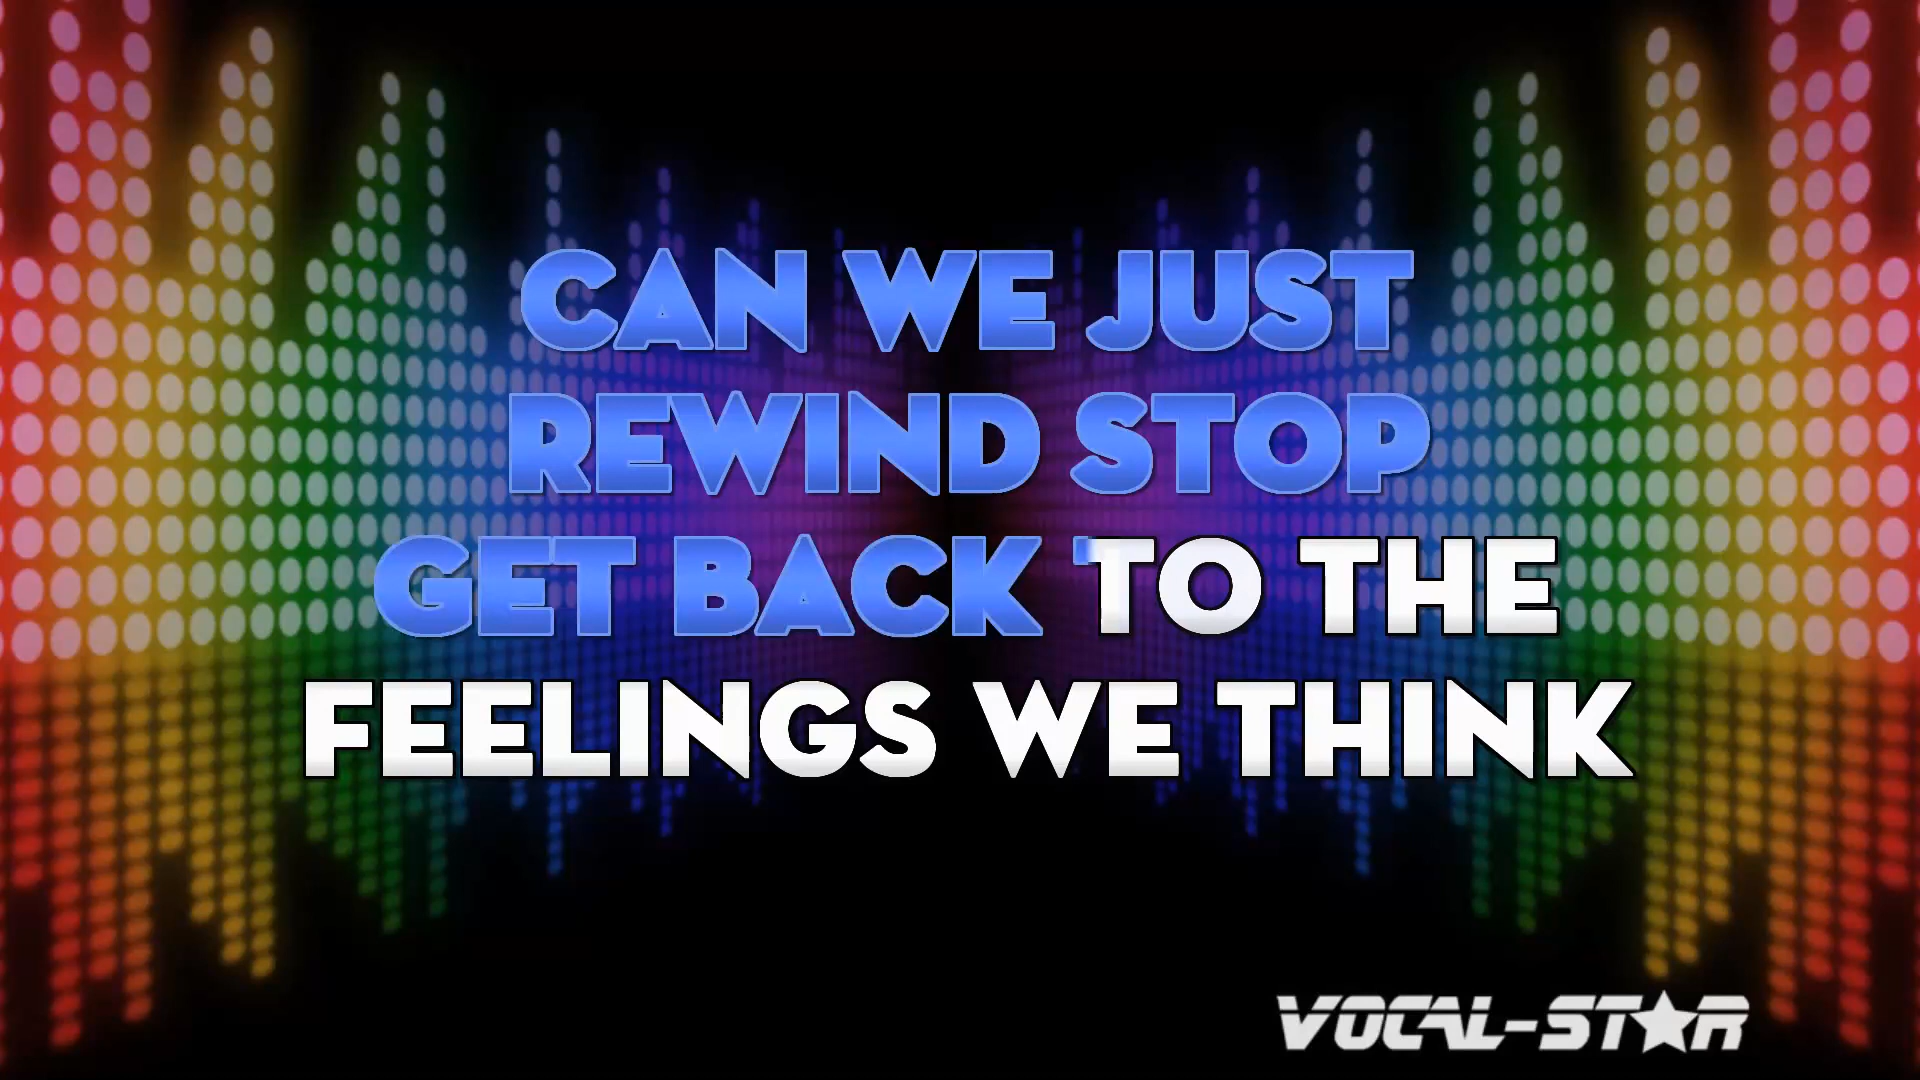 CAN WE JUST
REWIND STOP
GET BACK TO THE
FEELINGS WE THINK
VOCAL-STAR